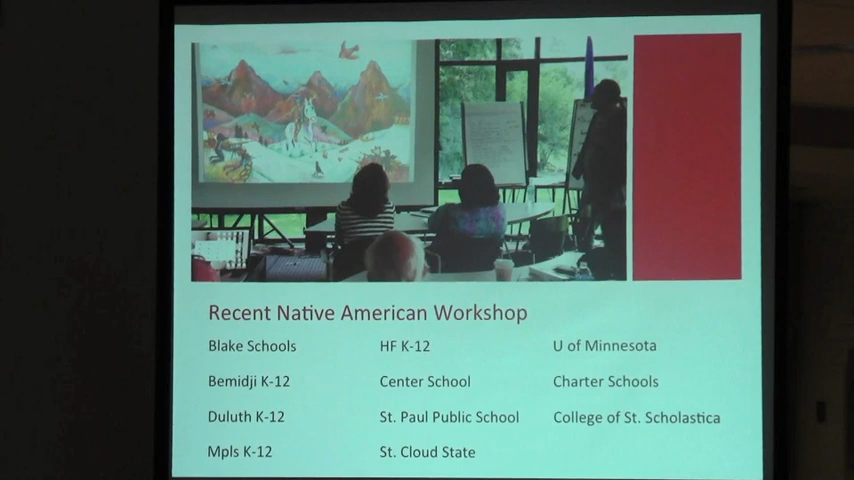 Recent Native American Workshop
Blake Schools
HF K-12
U of Minnesota
Bemidji K-12
Center School
Charter Schools
Duluth K-12
St. Paul Public School
College of St. Scholastica
Mpls K-12
St. Cloud State